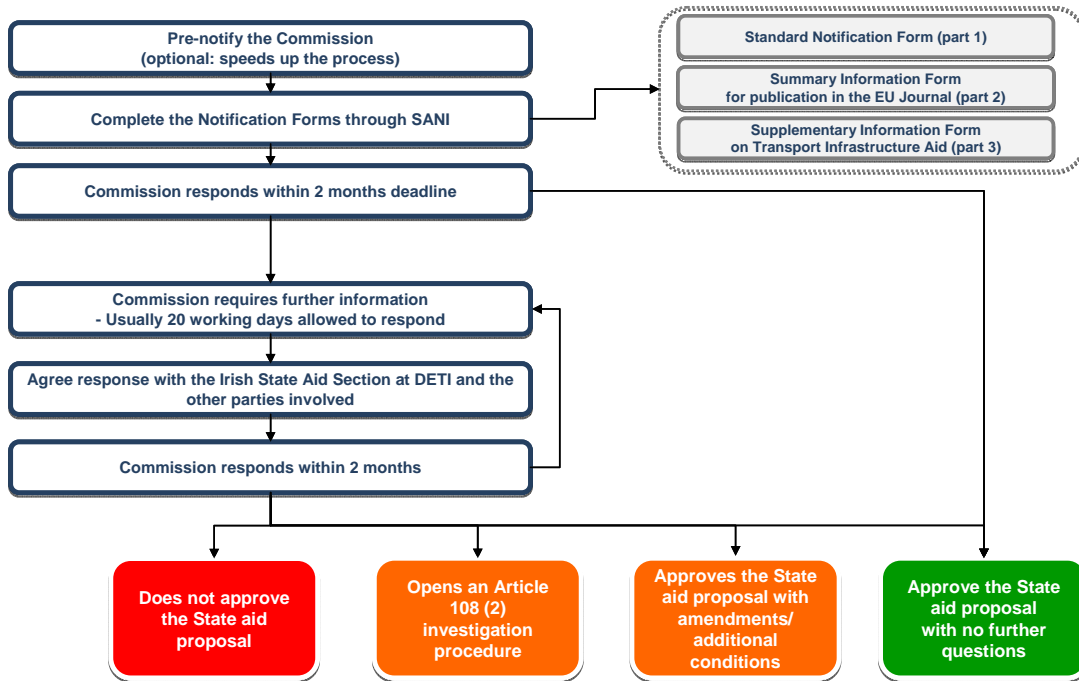 Pre-notify the Commission
(optional: speeds up the process)
Standard Notification Form (part 1)
Summary Information Form
for publication in the EU Journal (part 2)
Complete the Notification Forms through SANI
Supplementary Information Form
on Transport Infrastructure Aid (part 3)
Commission responds within 2 months deadline
Commission requires further information
- Usually 20 working days allowed to respond
Agree response with the Irish State Aid Section at DETI and the
other parties involved
Commission responds within 2 months
Does not approve
the State aid
proposal
Opens an Article
108 (2)
investigation
procedure
Approves the State
aid proposal with
amendments/
additional
conditions
Approve the State
aid proposal
with no further
questions